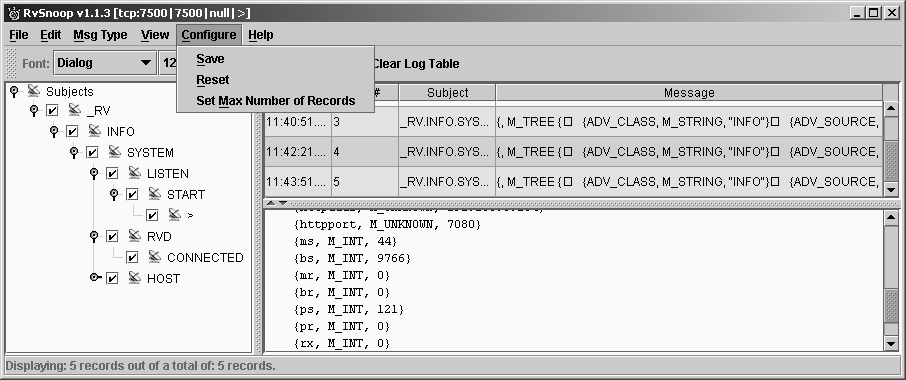 RvSnoop v1.1.3 [tcp:7500|7500|null|>]
File Edit Msg Type View Configure Help
Font: Dialog 12 Clear Log Table
Save
Reset
Set Max Number of Records
# Subject Message
Subjects
_RV
INFO
SYSTEM
LISTEN
START
>
RVD
CONNECTED
HOST
11:40:51.... 3 _RV.INFO.SYS... {, M_TREE {□ {ADV_CLASS, M_STRING, "INFO"}□ {ADV_SOURCE,
11:42:21.... 4 _RV.INFO.SYS... {, M_TREE {□ {ADV_CLASS, M_STRING, "INFO"}□ {ADV_SOURCE,
11:43:51.... 5 _RV.INFO.SYS... {, M_TREE {□ {ADV_CLASS, M_STRING, "INFO"}□ {ADV_SOURCE,
{httpport, M_UNKNOWN, 7080}
{ms, M_INT, 44}
{bs, M_INT, 9766}
{mr, M_INT, 0}
{br, M_INT, 0}
{ps, M_INT, 121}
{pr, M_INT, 0}
{rx, M_INT, 0}
Displaying: 5 records out of a total of: 5 records.